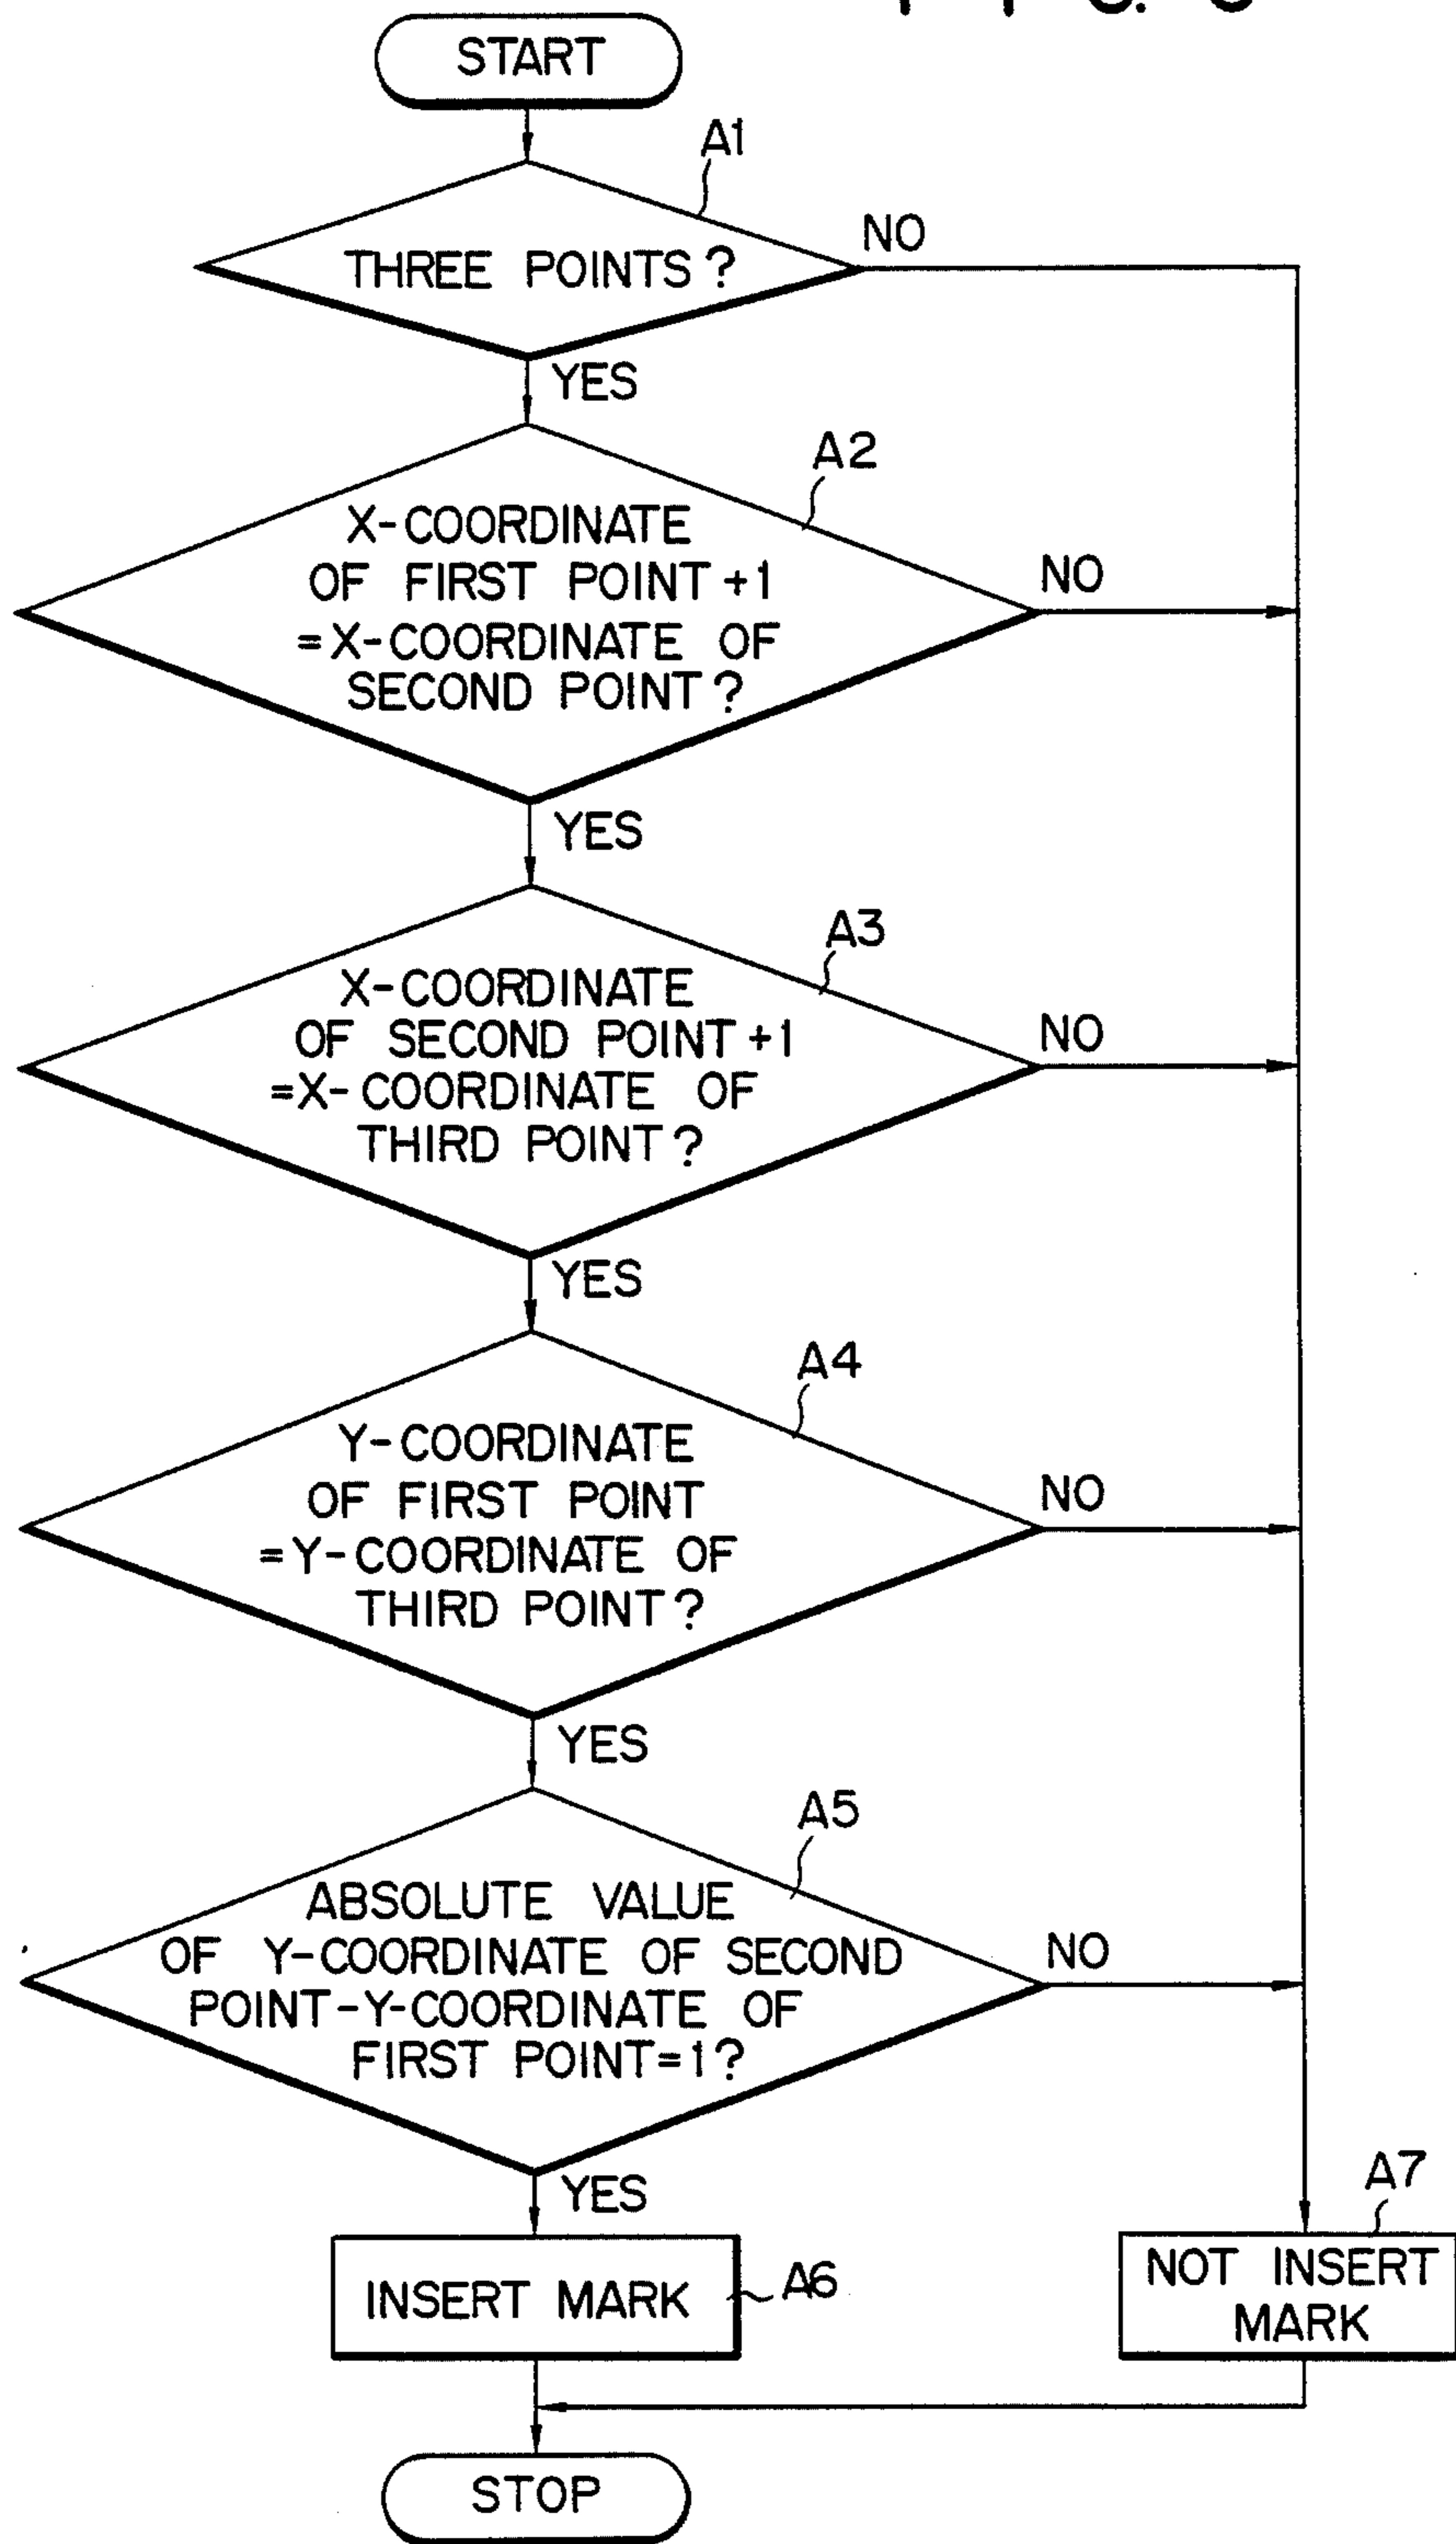 START
A1
THREE POINTS?
NO
YES
A2
X-COORDINATE
OF FIRST POINT+1
=X-COORDINATE OF
SECOND POINT?
NO
YES
A3
X-COORDINATE
OF SECOND POINT+1
=X-COORDINATE OF
THIRD POINT?
NO
YES
A4
Y-COORDINATE
OF FIRST POINT
=Y-COORDINATE OF
THIRD POINT?
NO
YES
A5
ABSOLUTE VALUE
OF Y-COORDINATE OF SECOND
POINT-Y-COORDINATE OF
FIRST POINT=1?
NO
YES
A7
INSERT MARK
A6
NOT INSERT
MARK
STOP